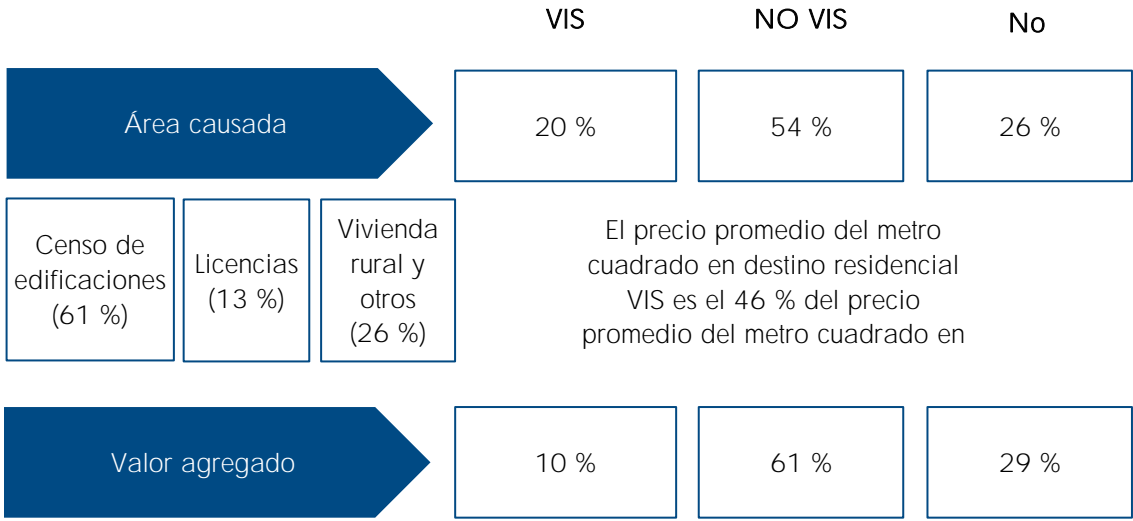 VIS NO VIS No
Área causada 20 % 54 % 26 %
Censo de
edificaciones
(61 %)
Licencias
(13 %)
Vivienda
rural y
otros
(26 %)
El precio promedio del metro
cuadrado en destino residencial
VIS es el 46 % del precio
promedio del metro cuadrado en
Valor agregado 10 % 61 % 29 %